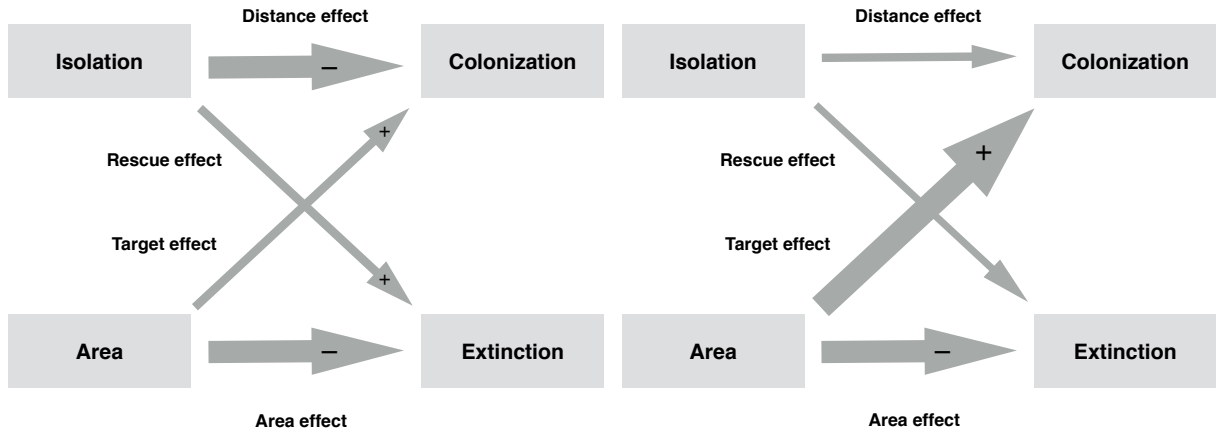 Distance effect
Isolation
−
Colonization
+
Rescue effect
Target effect
+
Area
−
Extinction
Area effect
Distance effect
Isolation
Colonization
+
Rescue effect
Target effect
Area
−
Extinction
Area effect